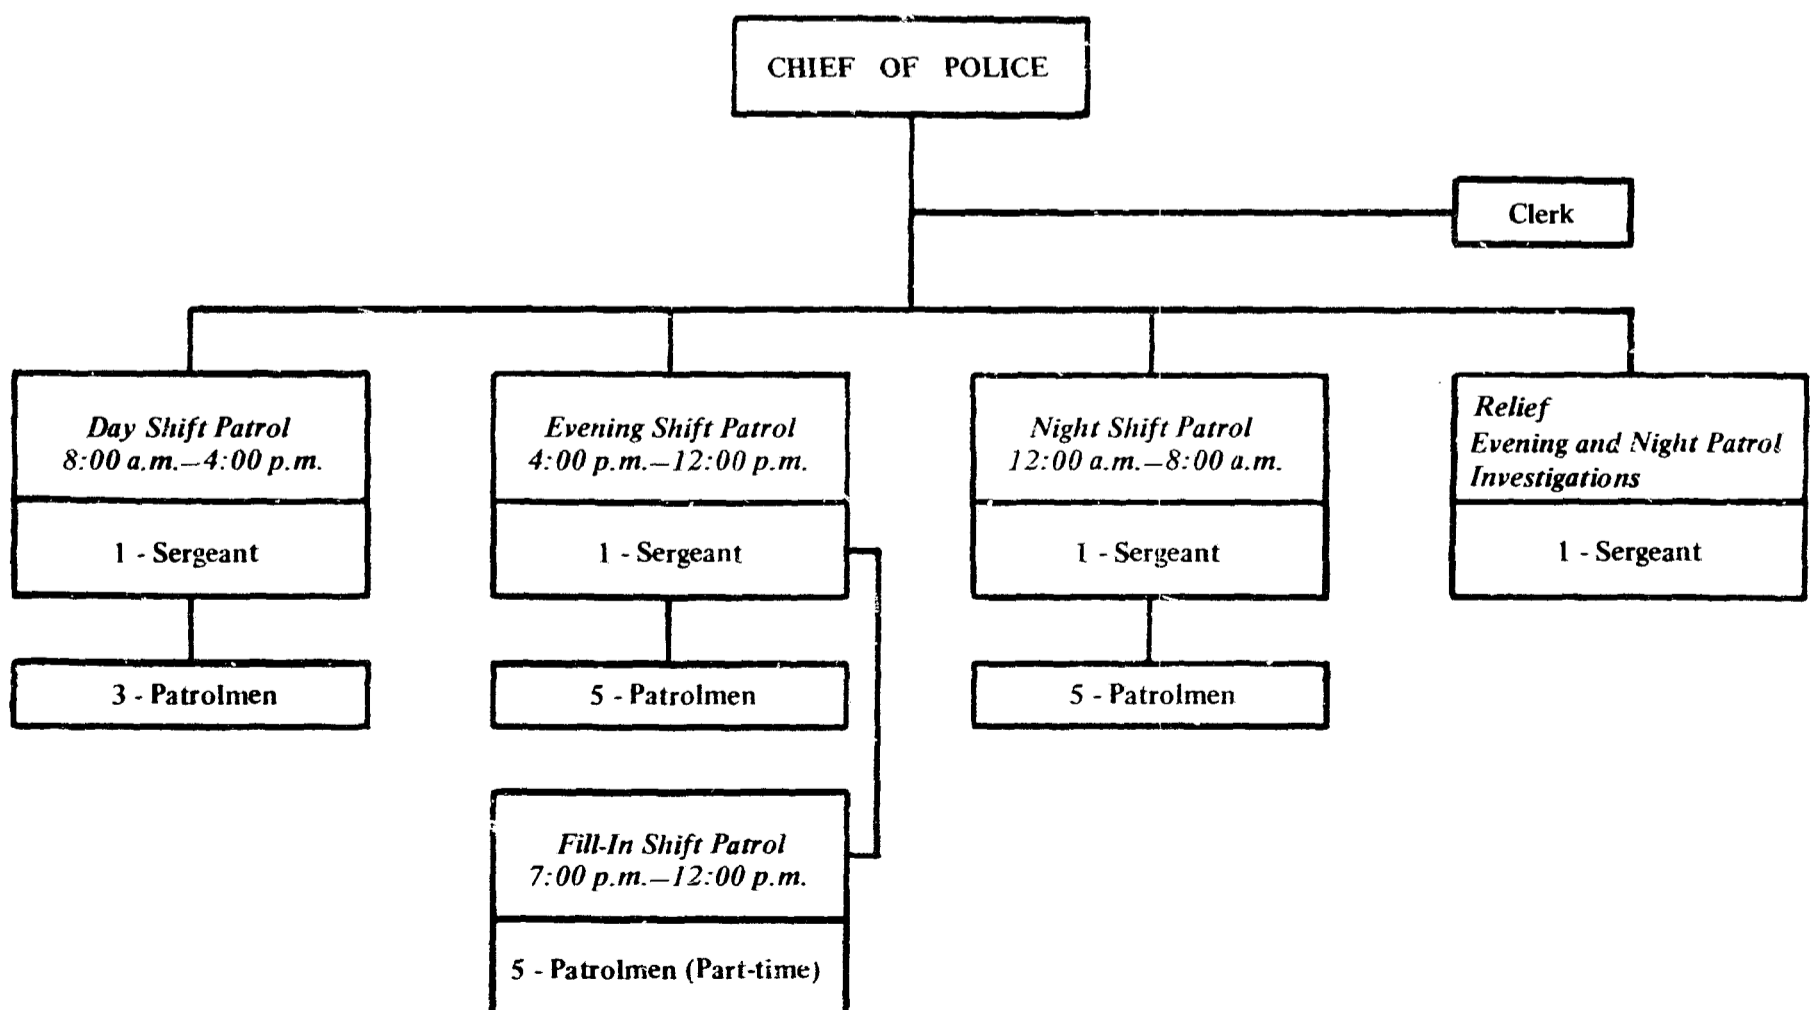 CHIEF OF POLICE
Clerk
Day Shift Patrol
8:00 a.m.—4:00 p.m.
1 - Sergeant
3 - Patrolmen
Evening Shift Patrol
4:00 p.m.—12:00 p.m.
1 - Sergeant
5 - Patrolmen
Fill-In Shift Patrol
7:00 p.m.—12:00 p.m.
5 - Patrolmen (Part-time)
Night Shift Patrol
12:00 a.m.—8:00 a.m.
1 - Sergeant
5 - Patrolmen
Relief
Evening and Night Patrol
Investigations
1 - Sergeant